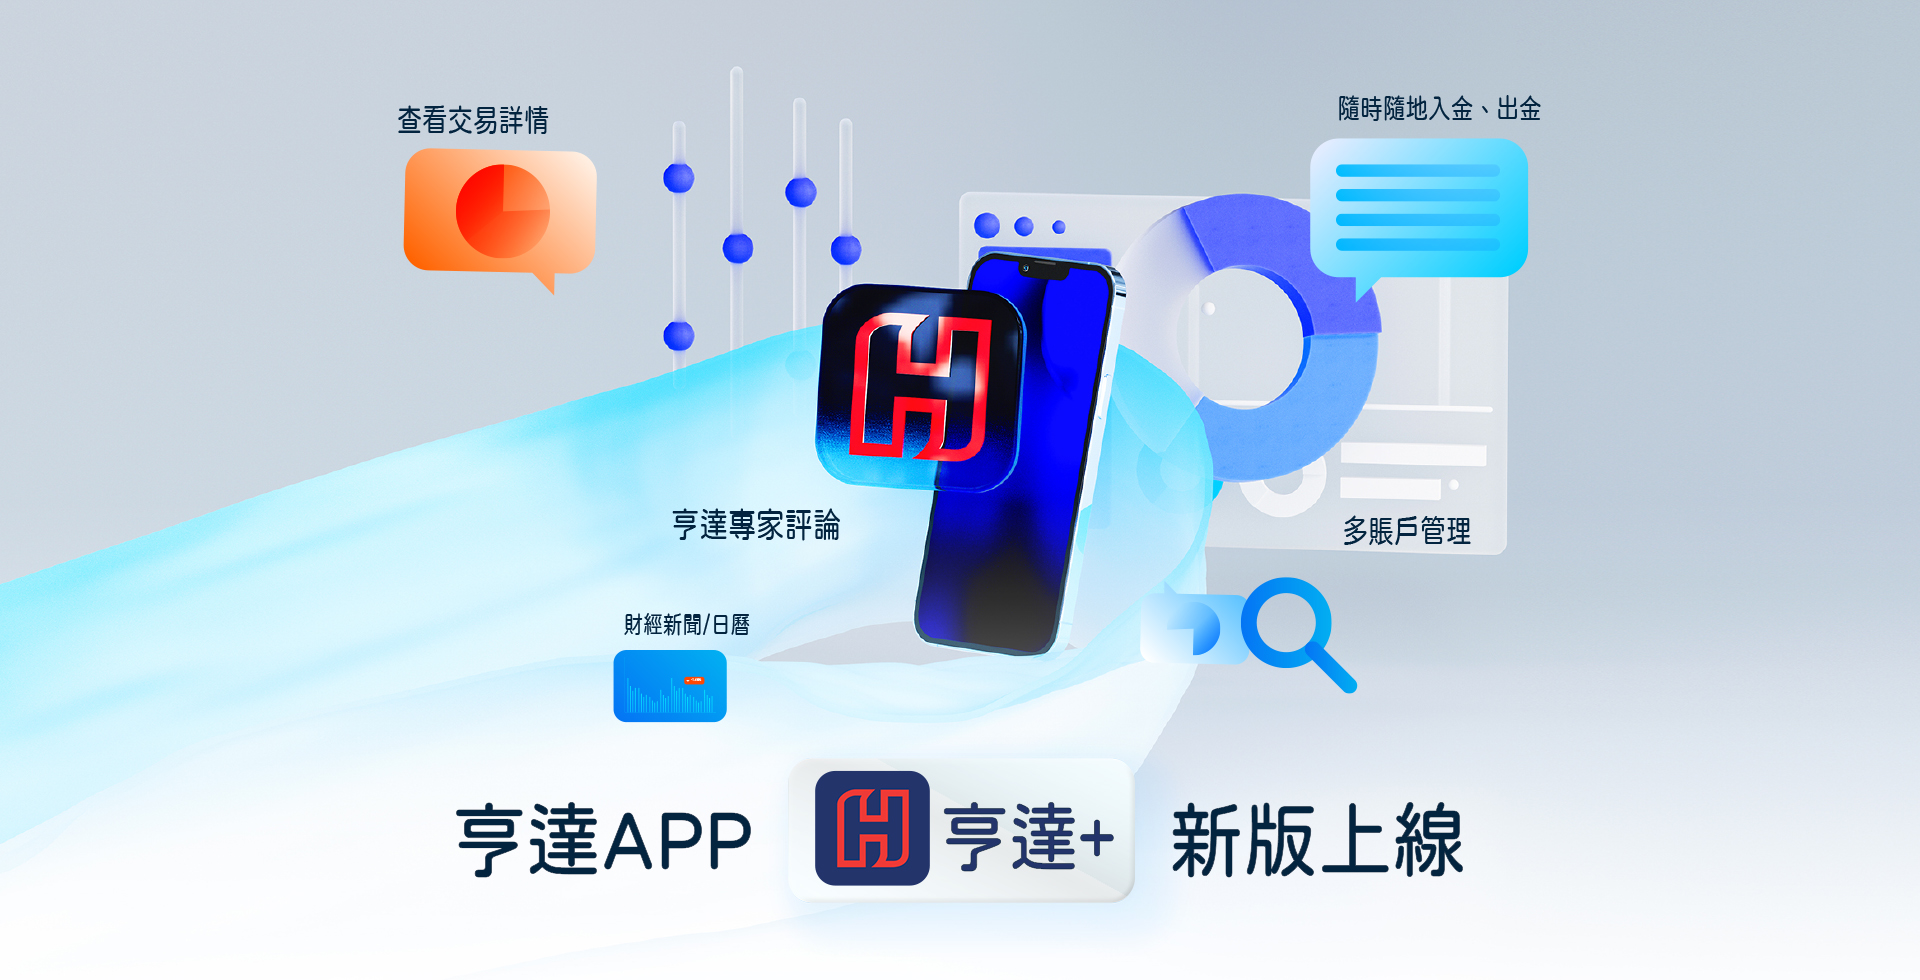 查看交易詳情
隨時隨地入金、出金
亨達專家評論
多賬戶管理
財經新聞/日曆
亨達APP 亨達+ 新版上線